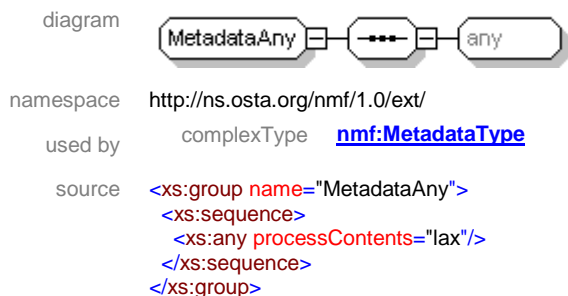 diagram
MetadataAny any
namespace http://ns.osta.org/nmf/1.0/ext/
used by complexType nmf:MetadataType
source <xs:group name="MetadataAny">
<xs:sequence>
<xs:any processContents="lax"/>
</xs:sequence>
</xs:group>